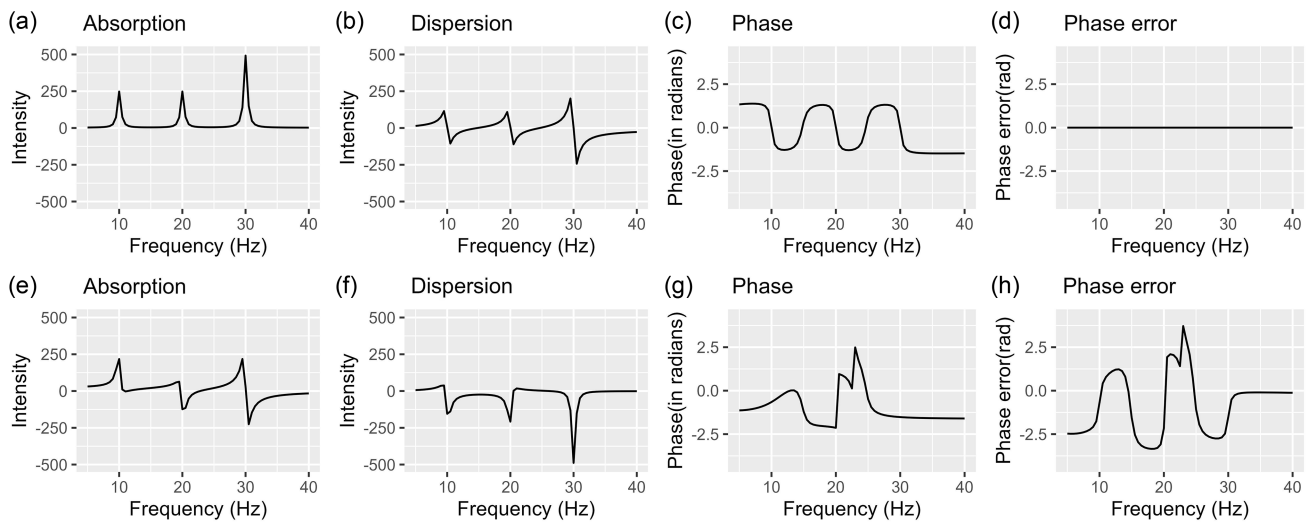 (a) Absorption (b) Dispersion (c) Phase (d) Phase error
Intensity Intensity Phase(in radians) Phase error(rad)
500 500
250 250 2.5 2.5
0 0 0.0 0.0
-250 -250 -2.5 -2.5
-500 -500
10 20 30 40 10 20 30 40 10 20 30 40 10 20 30 40
Frequency (Hz) Frequency (Hz) Frequency (Hz) Frequency (Hz)
(e) Absorption (f) Dispersion (g) Phase (h) Phase error
Intensity Intensity Phase(in radians) Phase error(rad)
500 500
250 250 2.5 2.5
0 0 0.0 0.0
-250 -250 -2.5 -2.5
-500 -500
10 20 30 40 10 20 30 40 10 20 30 40 10 20 30 40
Frequency (Hz) Frequency (Hz) Frequency (Hz) Frequency (Hz)